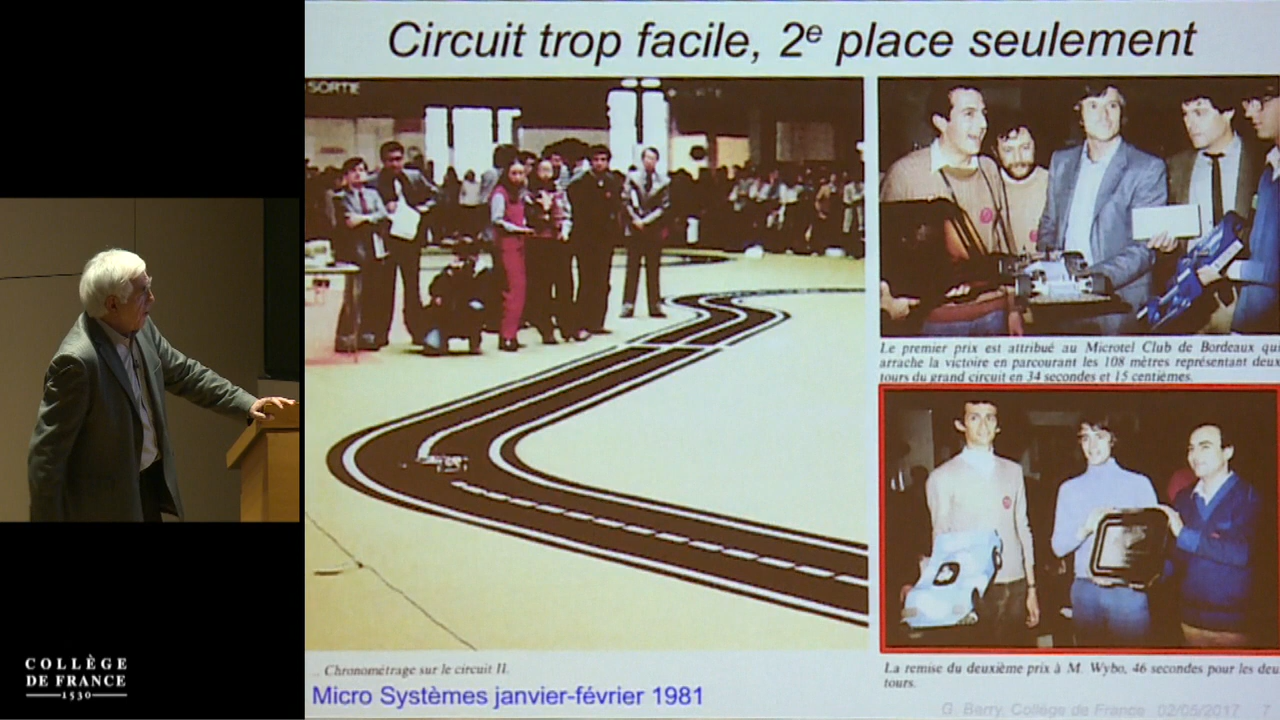 Circuit trop facile, 2e place seulement
SORTIE
Le premier prix est attribué au Microtel Club de Bordeaux qui
arrache la victoire en parcourant les 108 mètres représentant deux
tours du grand circuit en 34 secondes et 15 centièmes.
Chronométrage sur le circuit II.
La remise du deuxième prix à M. Wybo, 46 secondes pour les deux
tours.
Micro Systèmes janvier-février 1981
G. Berry, Collège de France 02/05/2017 7
COLLÈGE
DE FRANCE
1530